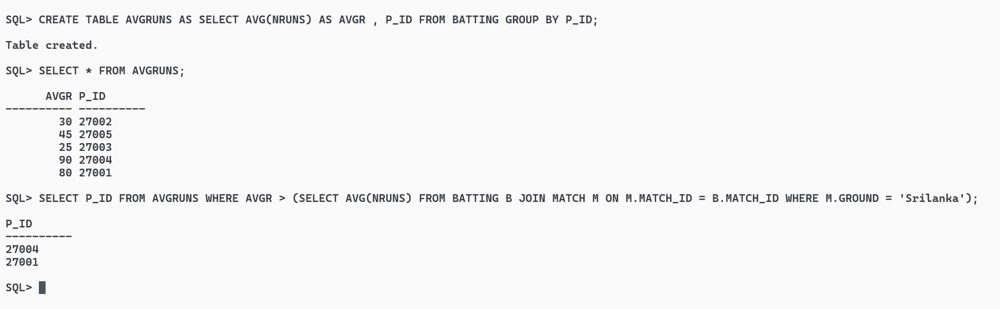 SQL> CREATE TABLE AVGRUNS AS SELECT AVG(NRUNS) AS AVGR , P_ID FROM BATTING GROUP BY P_ID;
Table created.
SQL> SELECT * FROM AVGRUNS;
      AVGR P_ID
---------- ----------
        30 27002
        45 27005
        25 27003
        90 27004
        80 27001
SQL> SELECT P_ID FROM AVGRUNS WHERE AVGR > (SELECT AVG(NRUNS) FROM BATTING B JOIN MATCH M ON M.MATCH_ID = B.MATCH_ID WHERE M.GROUND = 'Srilanka');
P_ID
----------
27004
27001
SQL>